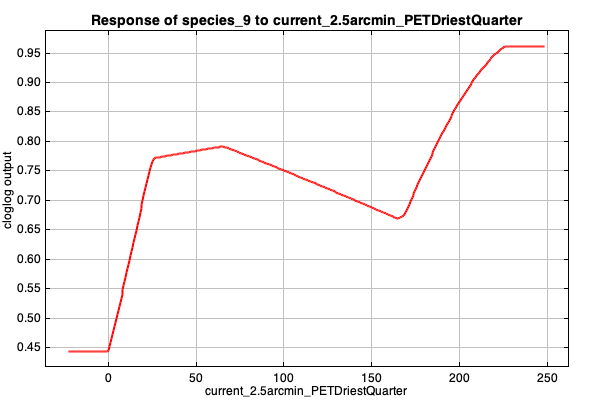 Response of species_9 to current_2.5arcmin_PETDriestQuarter
cloglog output
0.95
0.90
0.85
0.80
0.75
0.70
0.65
0.60
0.55
0.50
0.45
0 50 100 150 200 250
current_2.5arcmin_PETDriestQuarter